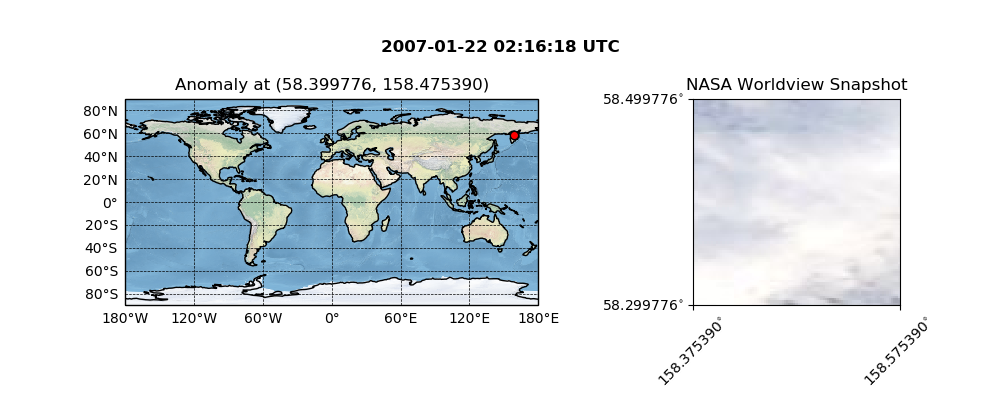 2007-01-22 02:16:18 UTC
Anomaly at (58.399776, 158.475390)
80°N
60°N
40°N
20°N
0°
20°S
40°S
60°S
80°S
180°W 120°W 60°W 0° 60°E 120°E 180°E
NASA Worldview Snapshot
58.499776°
58.299776°
158.375390°
158.575390°